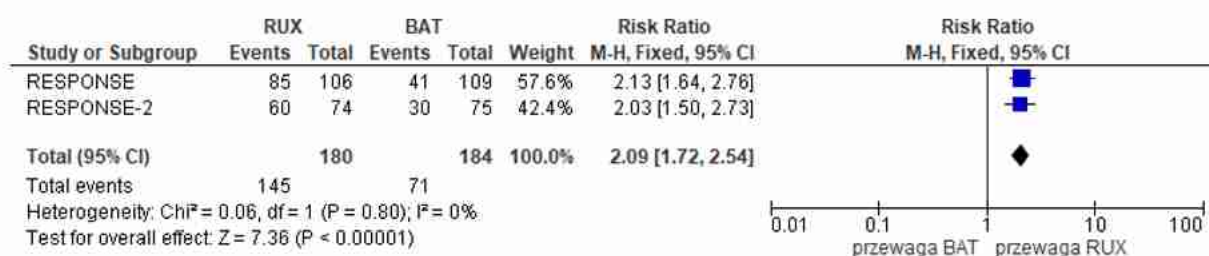 RUX BAT Risk Ratio Risk Ratio
Study or Subgroup Events Total Events Total Weight M-H, Fixed, 95% CI M-H, Fixed, 95% CI
RESPONSE 85 106 41 109 57.6% 2.13 [1.64, 2.76]
RESPONSE-2 60 74 30 75 42.4% 2.03 [1.50, 2.73]
Total (95% CI) 180 184 100.0% 2.09 [1.72, 2.54]
Total events 145 71
Heterogeneity: Chi² = 0.06, df = 1 (P = 0.80); I² = 0%
Test for overall effect: Z = 7.36 (P < 0.00001)
0.01 0.1 1 10 100
przewaga BAT przewaga RUX